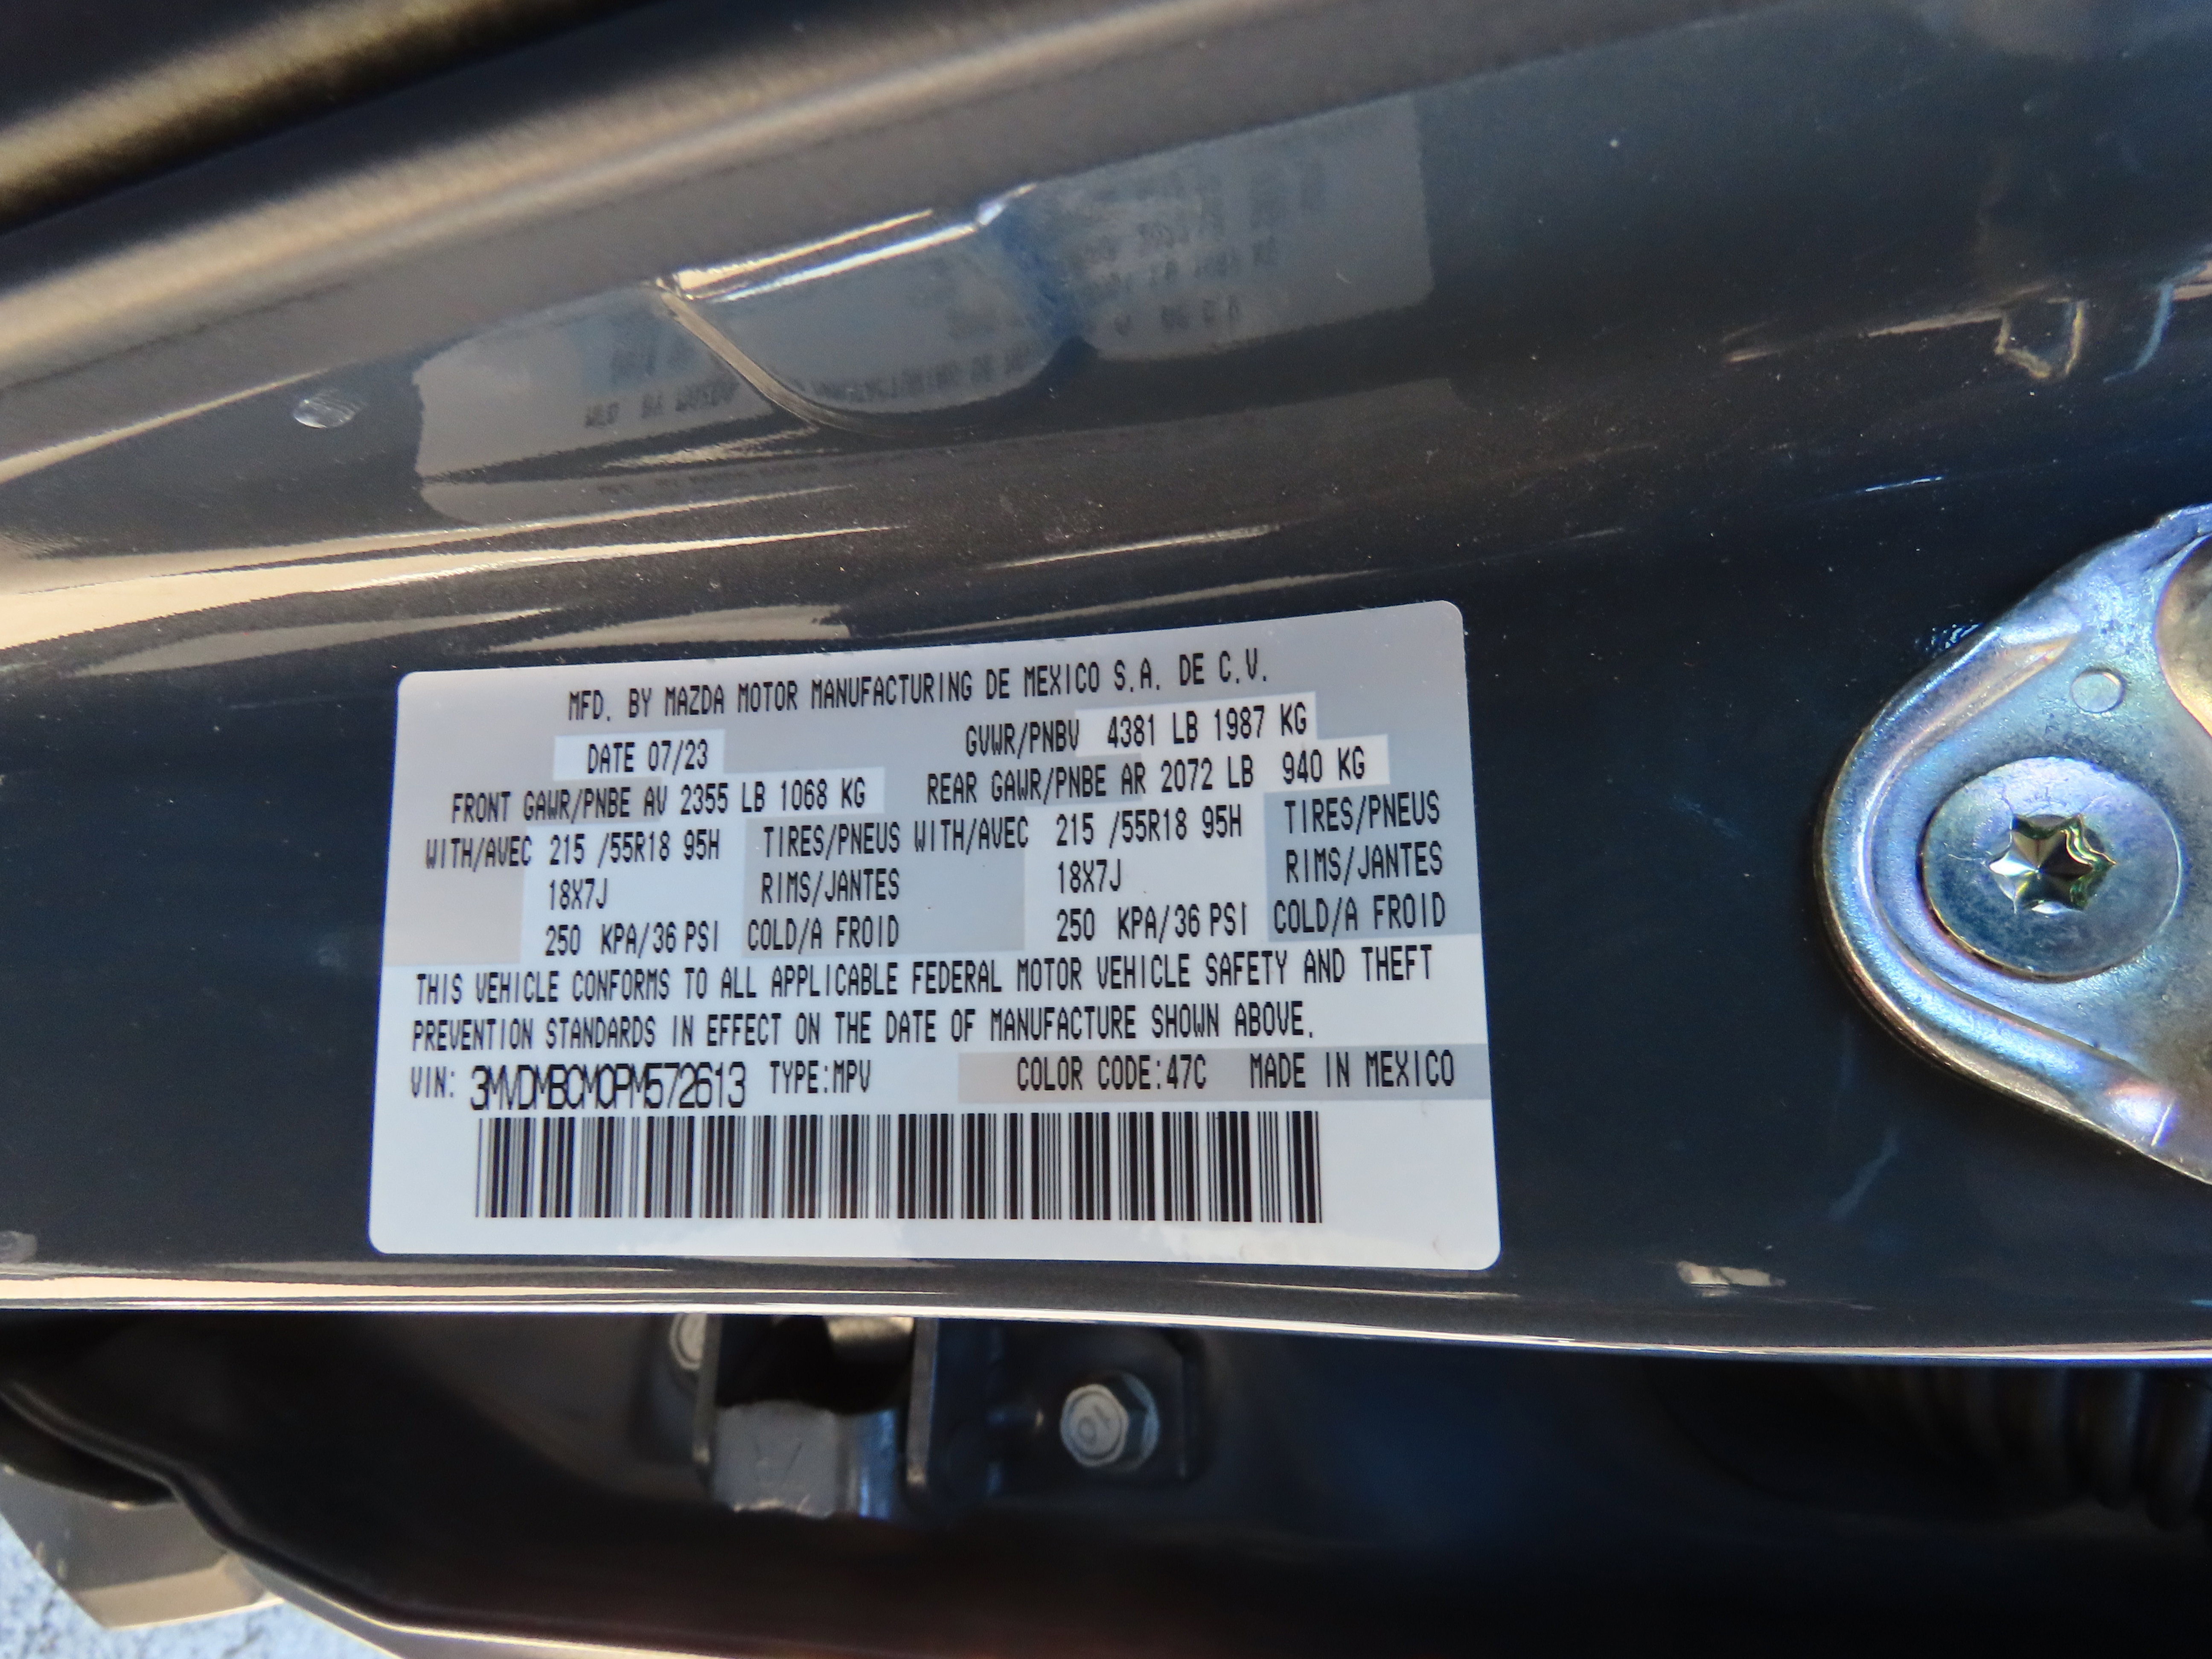 MFD. BY MAZDA MOTOR MANUFACTURING DE MEXICO S.A. DE C.V.
DATE 07/23 GVWR/PNBV 4381 LB 1987 KG
FRONT GAWR/PNBE AV 2355 LB 1068 KG REAR GAWR/PNBE AR 2072 LB 940 KG
WITH/AVEC 215 /55R18 95H TIRES/PNEUS WITH/AVEC 215 /55R18 95H TIRES/PNEUS
18X7J RIMS/JANTES 18X7J RIMS/JANTES
250 KPA/36 PSI COLD/A FROID 250 KPA/36 PSI COLD/A FROID
THIS VEHICLE CONFORMS TO ALL APPLICABLE FEDERAL MOTOR VEHICLE SAFETY AND THEFT
PREVENTION STANDARDS IN EFFECT ON THE DATE OF MANUFACTURE SHOWN ABOVE.
VIN: 3MVDMBCM0PM572613 TYPE:MPV COLOR CODE:47C MADE IN MEXICO